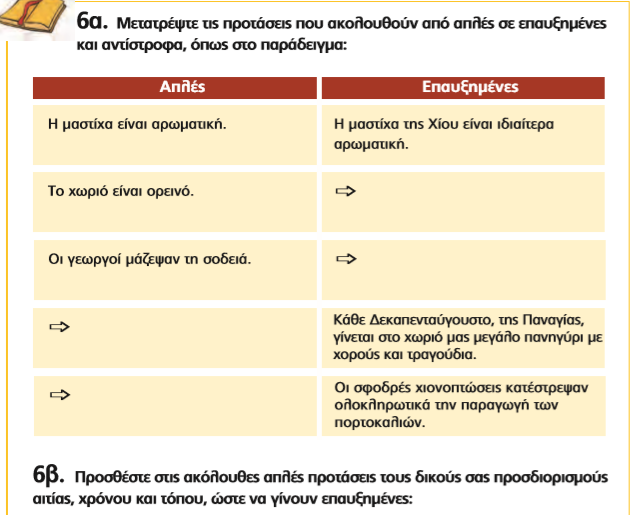 6α. Μετατρέψτε τις προτάσεις που ακολουθούν από απλές σε επαυξημένες
και αντίστροφα, όπως στο παράδειγμα:
Απλές Επαυξημένες
Η μαστίχα είναι αρωματική.
Η μαστίχα της Χίου είναι ιδιαίτερα
αρωματική.
Το χωριό είναι ορεινό. ⇨
Οι γεωργοί μάζεψαν τη σοδειά. ⇨
⇨
Κάθε Δεκαπενταύγουστο, της Παναγίας,
γίνεται στο χωριό μας μεγάλο πανηγύρι με
χορούς και τραγούδια.
⇨
Οι σφοδρές χιονοπτώσεις κατέστρεψαν
ολοκληρωτικά την παραγωγή των
πορτοκαλιών.
6β. Προσθέστε στις ακόλουθες απλές προτάσεις τους δικούς σας προσδιορισμούς
αιτίας, χρόνου και τόπου, ώστε να γίνουν επαυξημένες: